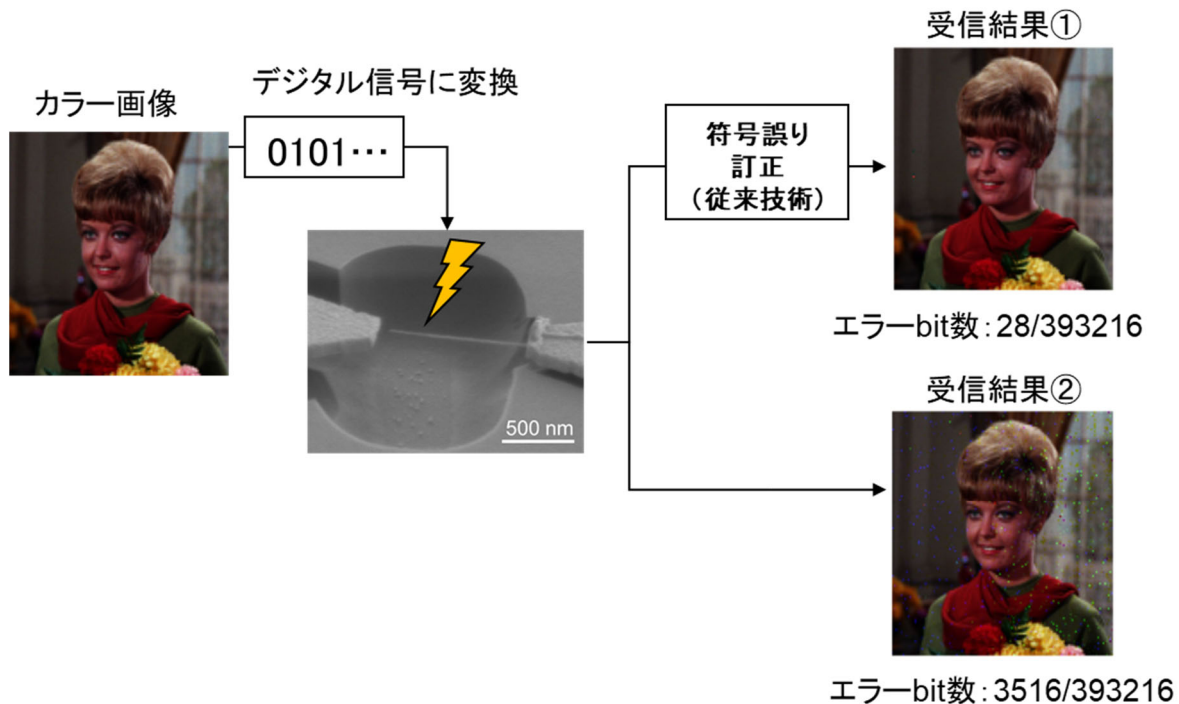 カラー画像
デジタル信号に変換
0101…
500 nm
符号誤り
訂正
（従来技術）
受信結果①
エラーbit数：28/393216
受信結果②
エラーbit数：3516/393216